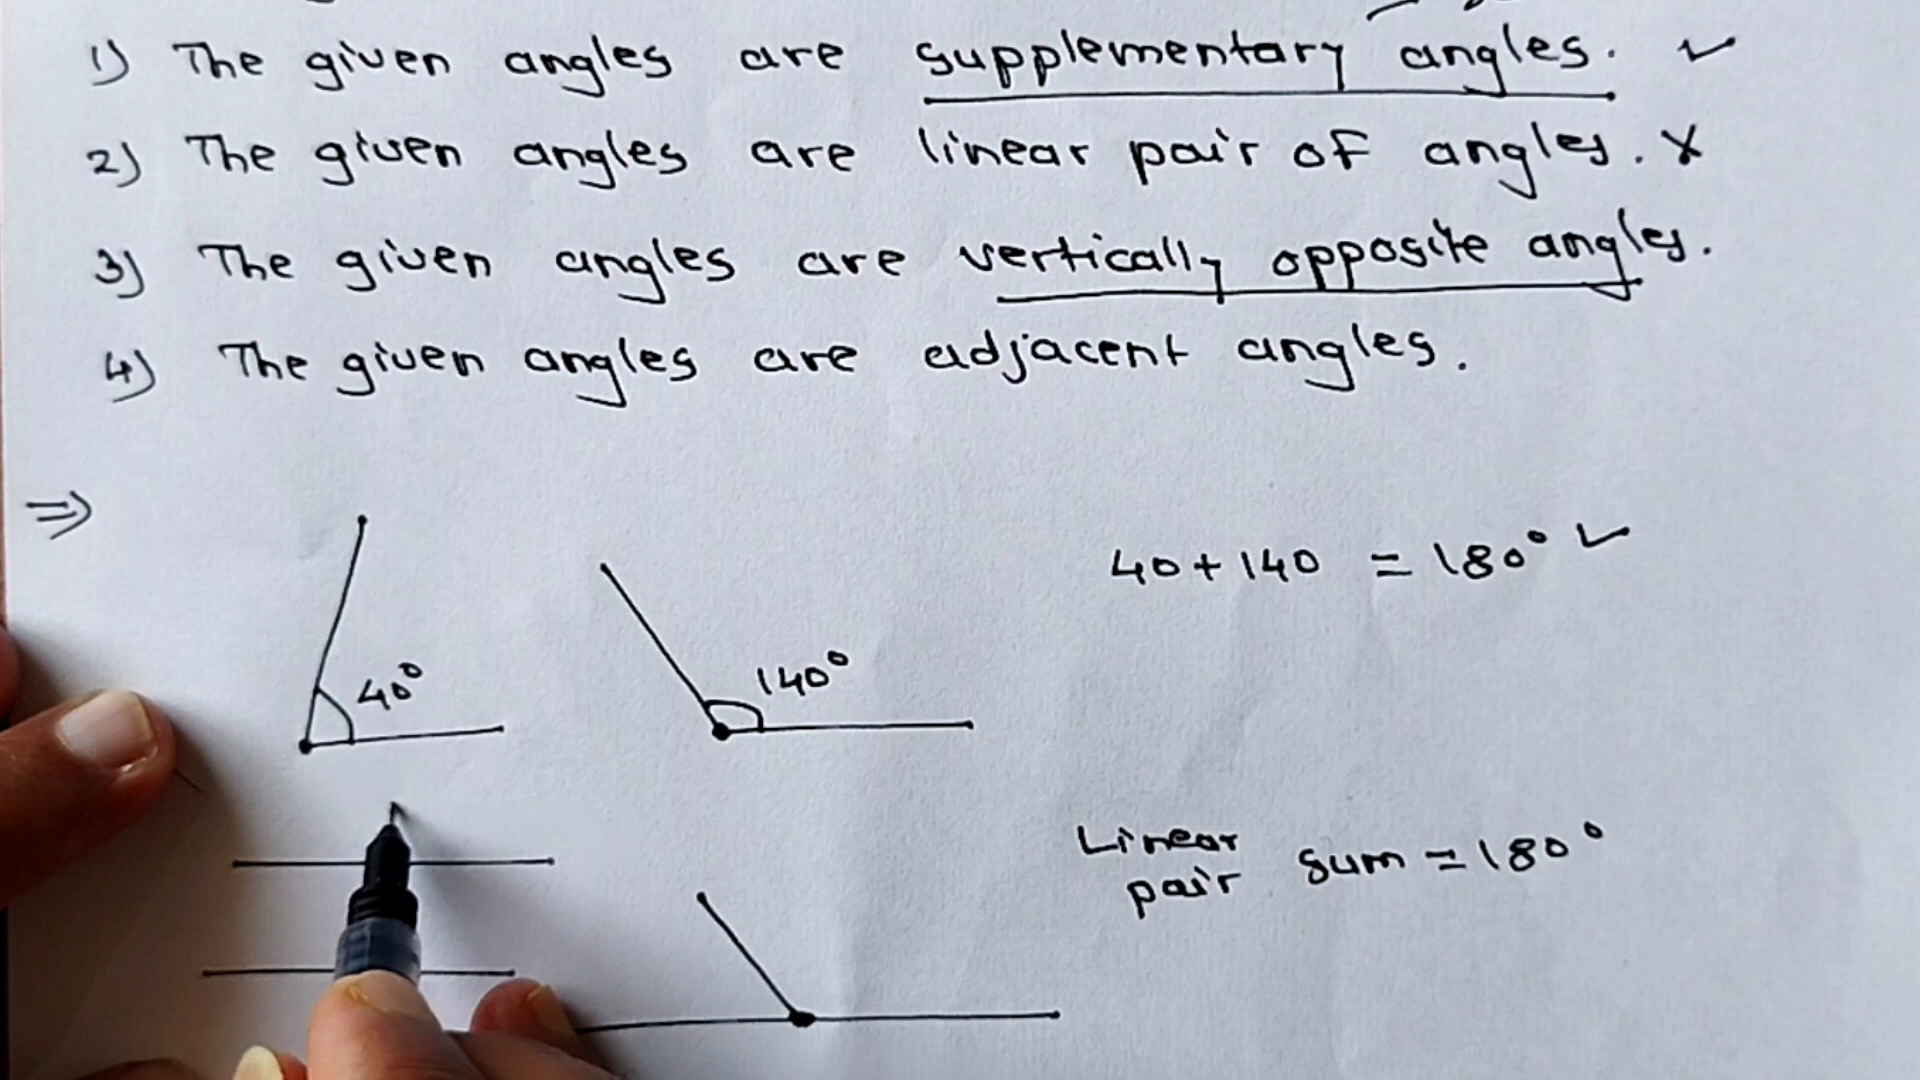 1) The given angles are supplementary angles. ✓
2) The given angles are linear pair of angles. X
3) The given angles are vertically opposite angles.
4) The given angles are adjacent angles.
⇒
40+140 = 180° ✓
40°
140°
Linear
pair sum = 180°